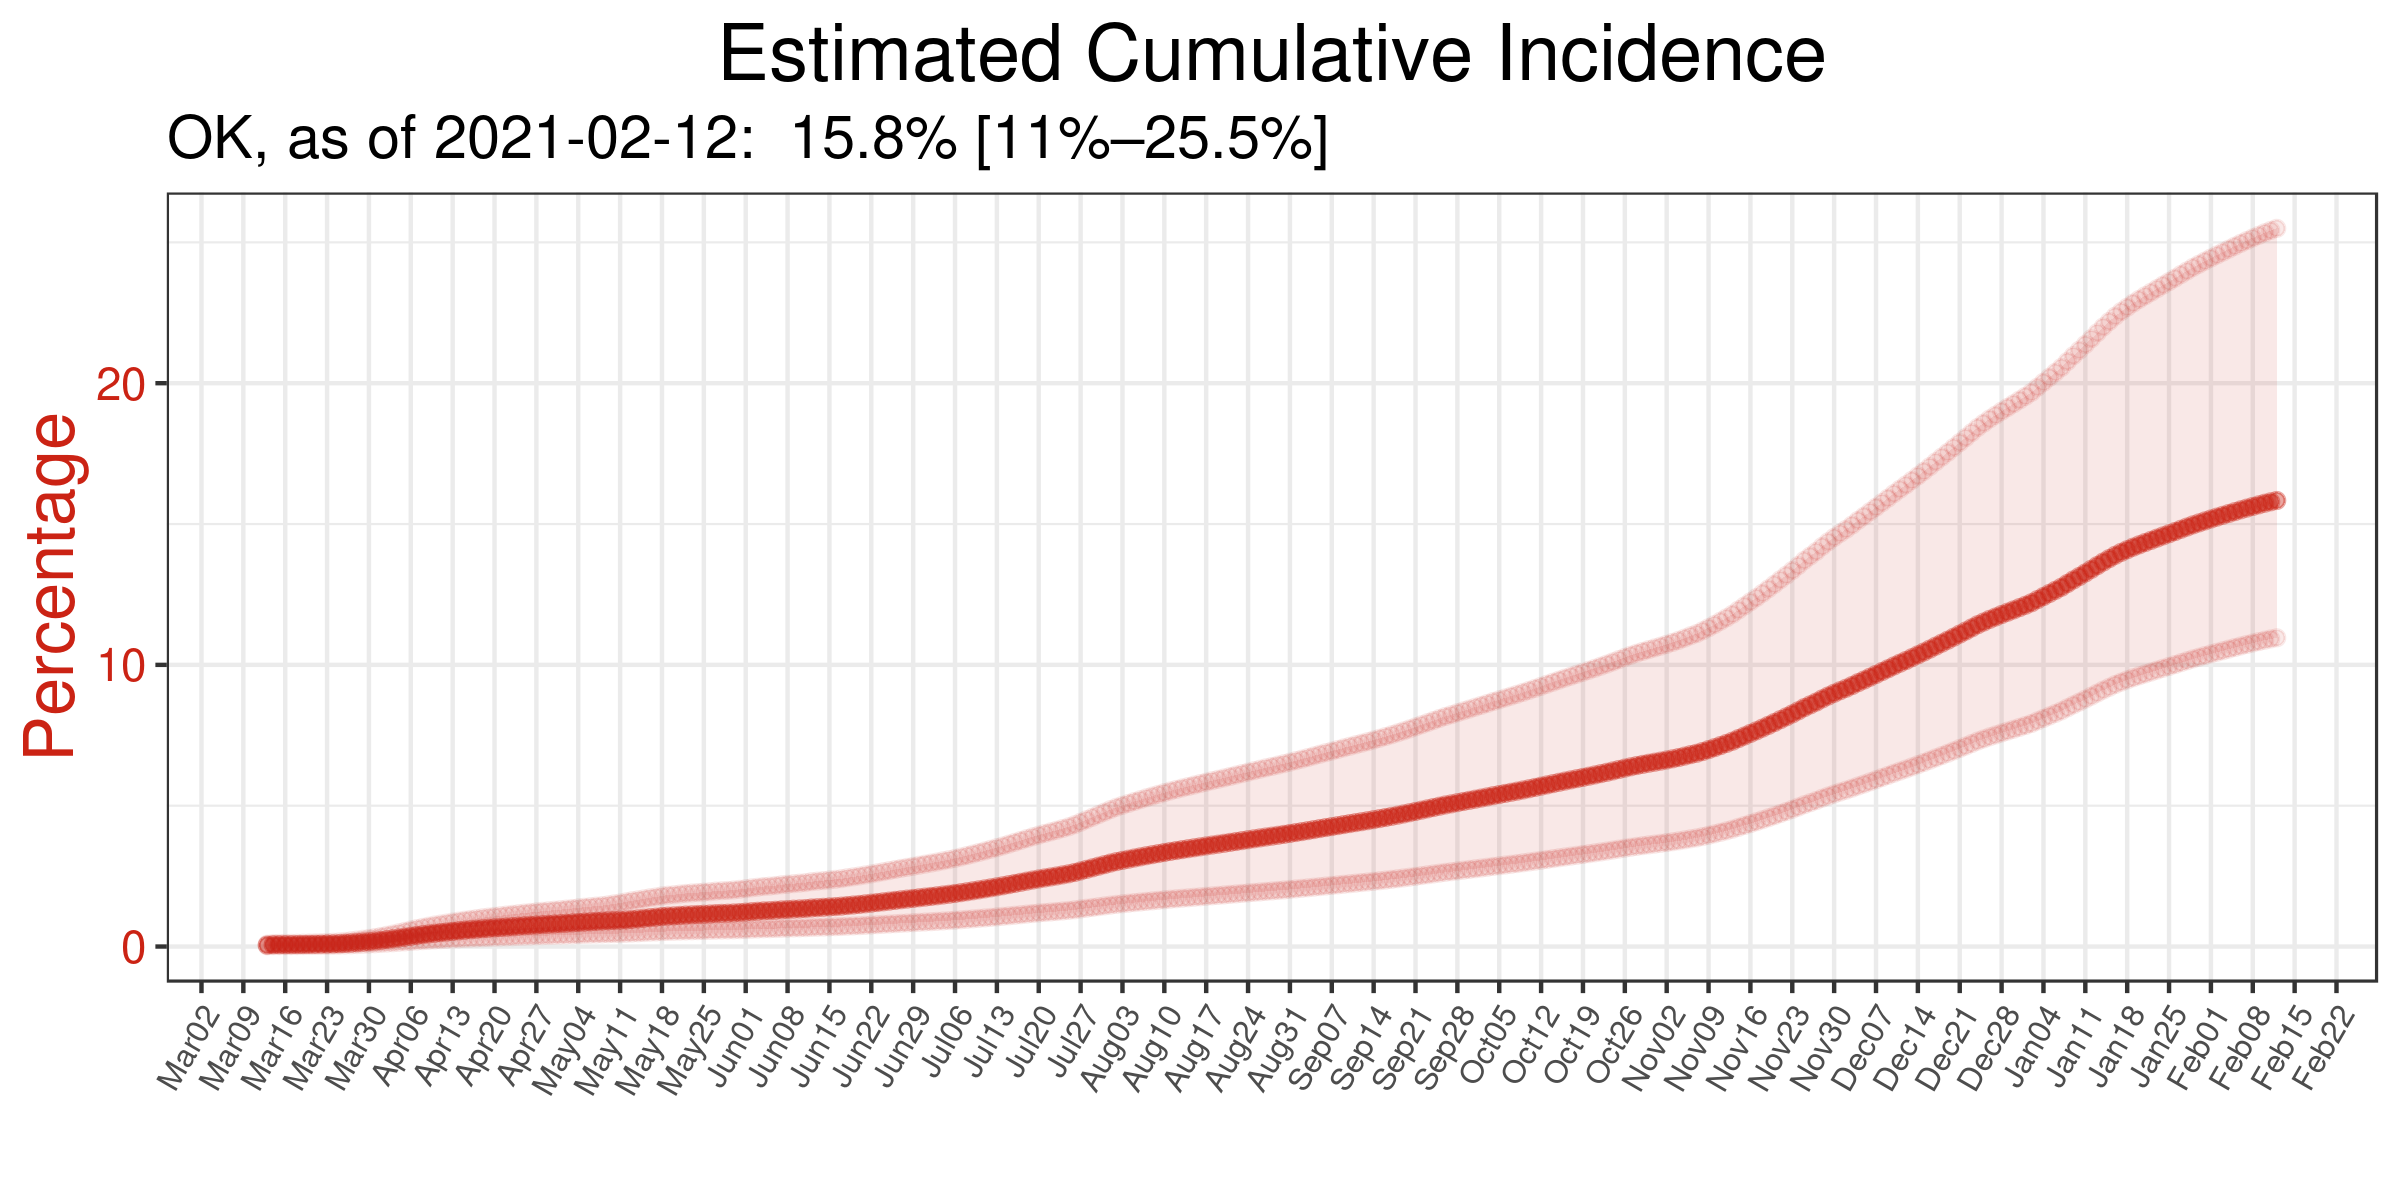 Estimated Cumulative Incidence
OK, as of 2021-02-12:  15.8% [11%–25.5%]
Percentage
20
10
0
Mar02
Mar09
Mar16
Mar23
Mar30
Apr06
Apr13
Apr20
Apr27
May04
May11
May18
May25
Jun01
Jun08
Jun15
Jun22
Jun29
Jul06
Jul13
Jul20
Jul27
Aug03
Aug10
Aug17
Aug24
Aug31
Sep07
Sep14
Sep21
Sep28
Oct05
Oct12
Oct19
Oct26
Nov02
Nov09
Nov16
Nov23
Nov30
Dec07
Dec14
Dec21
Dec28
Jan04
Jan11
Jan18
Jan25
Feb01
Feb08
Feb15
Feb22